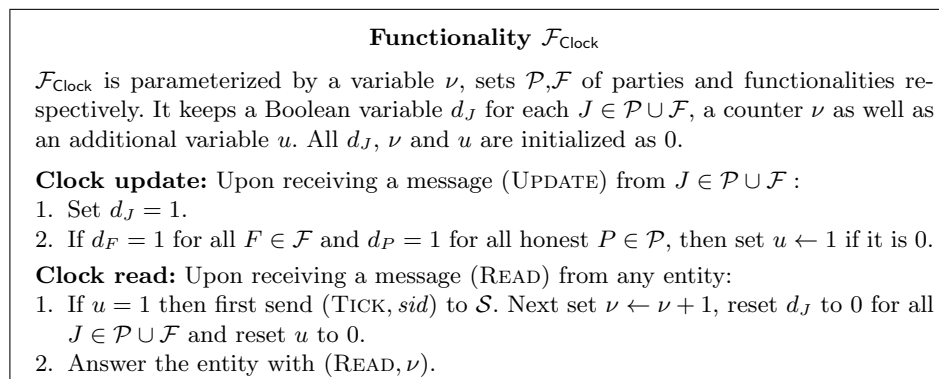 Functionality 𝓕Clock
𝓕Clock is parameterized by a variable ν, sets 𝒫,𝓕 of parties and functionalities re-
spectively. It keeps a Boolean variable d_J for each J ∈ 𝒫 ∪ 𝓕, a counter ν as well as
an additional variable u. All d_J, ν and u are initialized as 0.
Clock update: Upon receiving a message (UPDATE) from J ∈ 𝒫 ∪ 𝓕 :
1. Set d_J = 1.
2. If d_F = 1 for all F ∈ 𝓕 and d_P = 1 for all honest P ∈ 𝒫, then set u ← 1 if it is 0.
Clock read: Upon receiving a message (READ) from any entity:
1. If u = 1 then first send (TICK, sid) to 𝒮. Next set ν ← ν + 1, reset d_J to 0 for all
J ∈ 𝒫 ∪ 𝓕 and reset u to 0.
2. Answer the entity with (READ, ν).